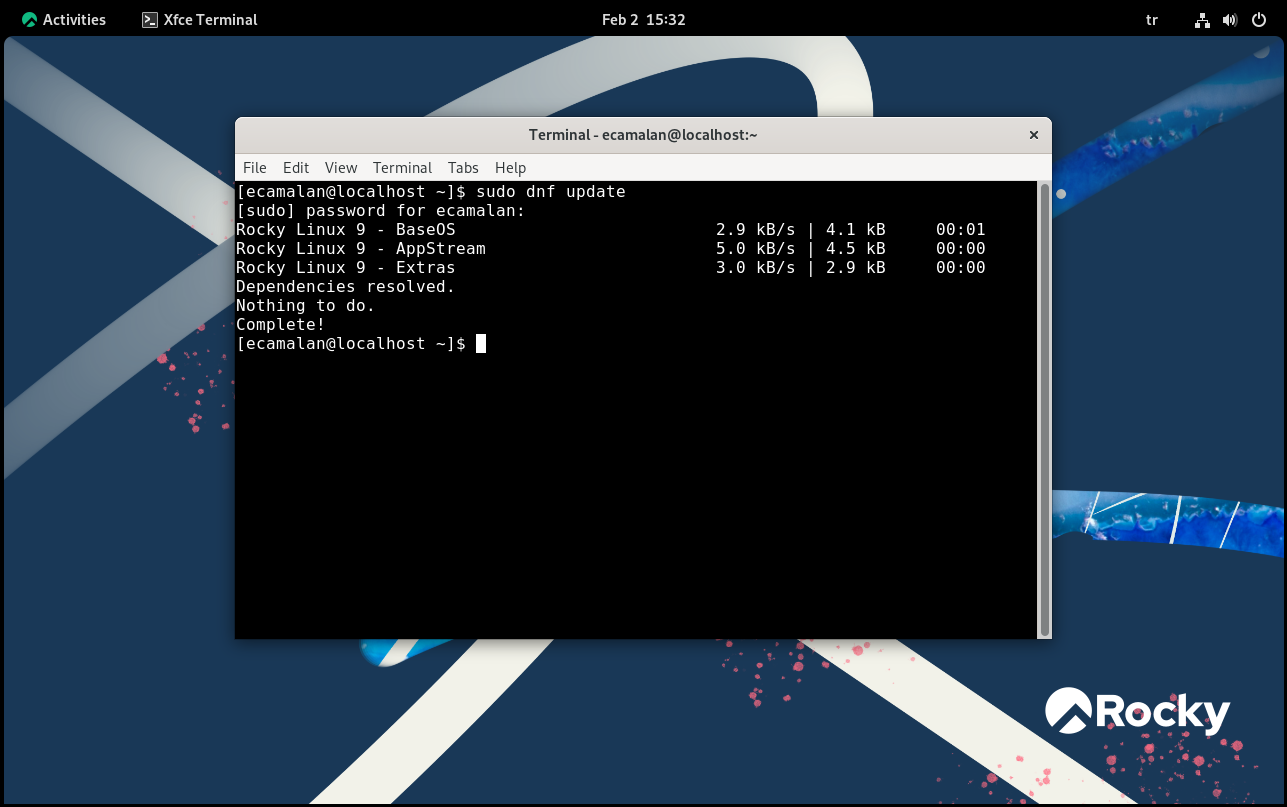 Activities Xfce Terminal Feb 2 15:32 tr
Terminal - ecamalan@localhost:~
File Edit View Terminal Tabs Help
[ecamalan@localhost ~]$ sudo dnf update
[sudo] password for ecamalan:
Rocky Linux 9 - BaseOS 2.9 kB/s | 4.1 kB 00:01
Rocky Linux 9 - AppStream 5.0 kB/s | 4.5 kB 00:00
Rocky Linux 9 - Extras 3.0 kB/s | 2.9 kB 00:00
Dependencies resolved.
Nothing to do.
Complete!
[ecamalan@localhost ~]$
Rocky